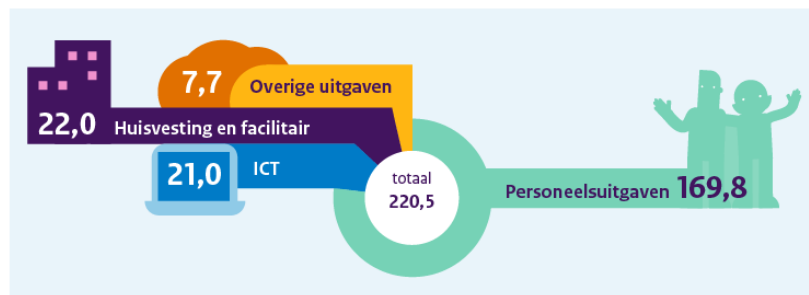 7,7 Overige uitgaven
22,0 Huisvesting en facilitair
21,0 ICT
totaal
220,5
Personeelsuitgaven 169,8